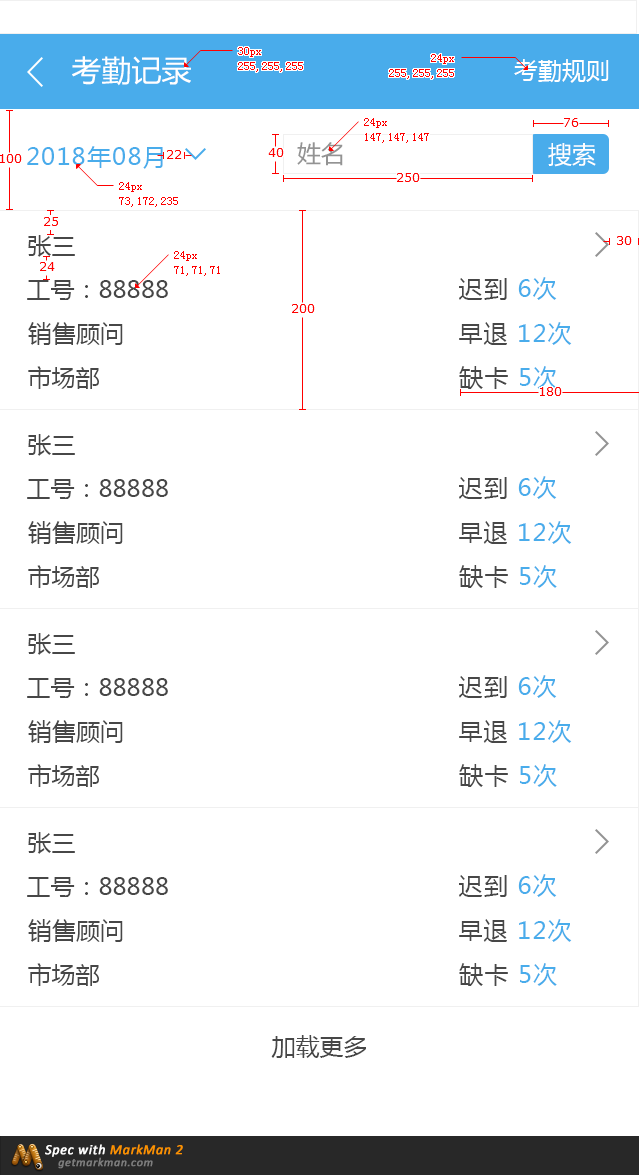 考勤记录
30px
255, 255, 255
24px
255, 255, 255
考勤规则
100
2018年08月
22
24px
73, 172, 235
40
姓名
24px
147, 147, 147
250
76
搜索
25
张三
24
24px
71, 71, 71
30
工号：88888
迟到 6次
200
销售顾问
早退 12次
市场部
缺卡 5次
180
张三
工号：88888
迟到 6次
销售顾问
早退 12次
市场部
缺卡 5次
张三
工号：88888
迟到 6次
销售顾问
早退 12次
市场部
缺卡 5次
张三
工号：88888
迟到 6次
销售顾问
早退 12次
市场部
缺卡 5次
加载更多
Spec with MarkMan 2
getmarkman.com